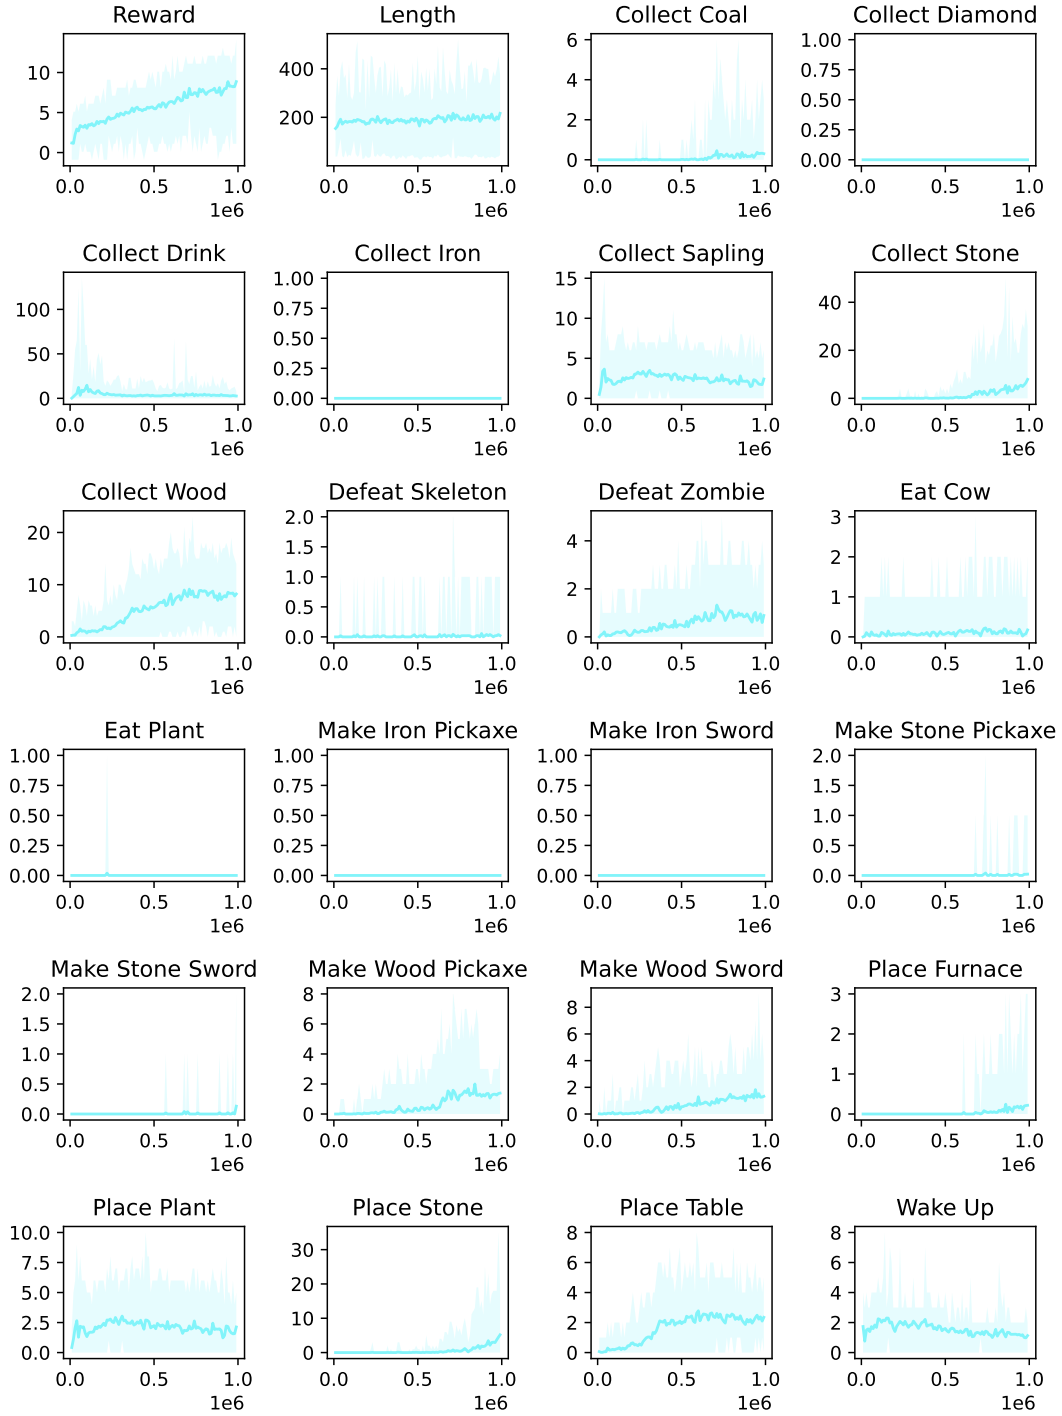 Reward Length Collect Coal Collect Diamond
10 5 0 400 200 6 4 2 0 1.00 0.75 0.50 0.25 0.00
0.0 0.5 1.0 0.0 0.5 1.0 0.0 0.5 1.0 0.0 0.5 1.0
1e6 1e6 1e6 1e6
Collect Drink Collect Iron Collect Sapling Collect Stone
100 50 0 1.00 0.75 0.50 0.25 0.00 15 10 5 0 40 20 0
0.0 0.5 1.0 0.0 0.5 1.0 0.0 0.5 1.0 0.0 0.5 1.0
1e6 1e6 1e6 1e6
Collect Wood Defeat Skeleton Defeat Zombie Eat Cow
20 10 0 2.0 1.5 1.0 0.5 0.0 4 2 0 3 2 1 0
0.0 0.5 1.0 0.0 0.5 1.0 0.0 0.5 1.0 0.0 0.5 1.0
1e6 1e6 1e6 1e6
Eat Plant Make Iron Pickaxe Make Iron Sword Make Stone Pickaxe
1.00 0.75 0.50 0.25 0.00 1.00 0.75 0.50 0.25 0.00 1.00 0.75 0.50 0.25 0.00 2.0 1.5 1.0 0.5 0.0
0.0 0.5 1.0 0.0 0.5 1.0 0.0 0.5 1.0 0.0 0.5 1.0
1e6 1e6 1e6 1e6
Make Stone Sword Make Wood Pickaxe Make Wood Sword Place Furnace
2.0 1.5 1.0 0.5 0.0 8 6 4 2 0 8 6 4 2 0 3 2 1 0
0.0 0.5 1.0 0.0 0.5 1.0 0.0 0.5 1.0 0.0 0.5 1.0
1e6 1e6 1e6 1e6
Place Plant Place Stone Place Table Wake Up
10.0 7.5 5.0 2.5 0.0 30 20 10 0 8 6 4 2 0 8 6 4 2 0
0.0 0.5 1.0 0.0 0.5 1.0 0.0 0.5 1.0 0.0 0.5 1.0
1e6 1e6 1e6 1e6